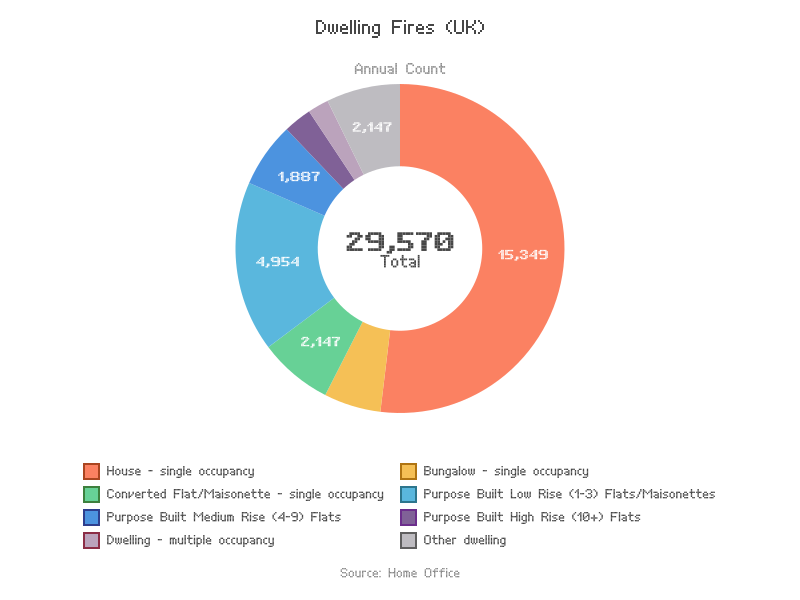 Dwelling Fires (UK)
Annual Count
2,147
1,887
29,570
15,349
4,954
Total
2,147
House - single occupancy
Bungalow - single occupancy
Converted Flat/Maisonette - single occupancy
Purpose Built Low Rise (1-3) Flats/Maisonettes
Purpose Built Medium Rise (4-9) Flats
Purpose Built High Rise (10+) Flats
Dwelling - multiple occupancy
Other dwelling
Source: Home Office